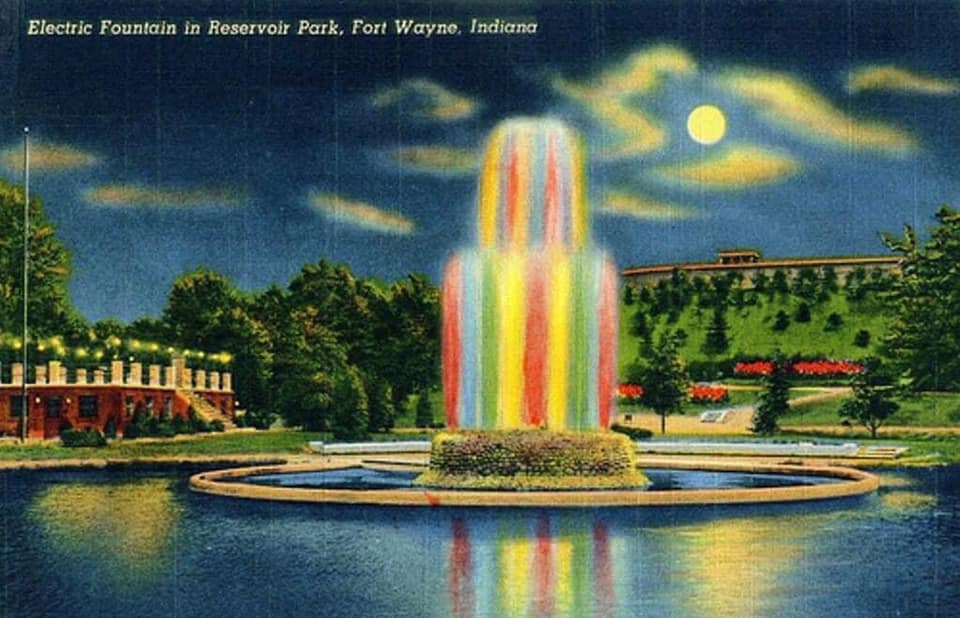 Electric Fountain in Reservoir Park, Fort Wayne, Indiana